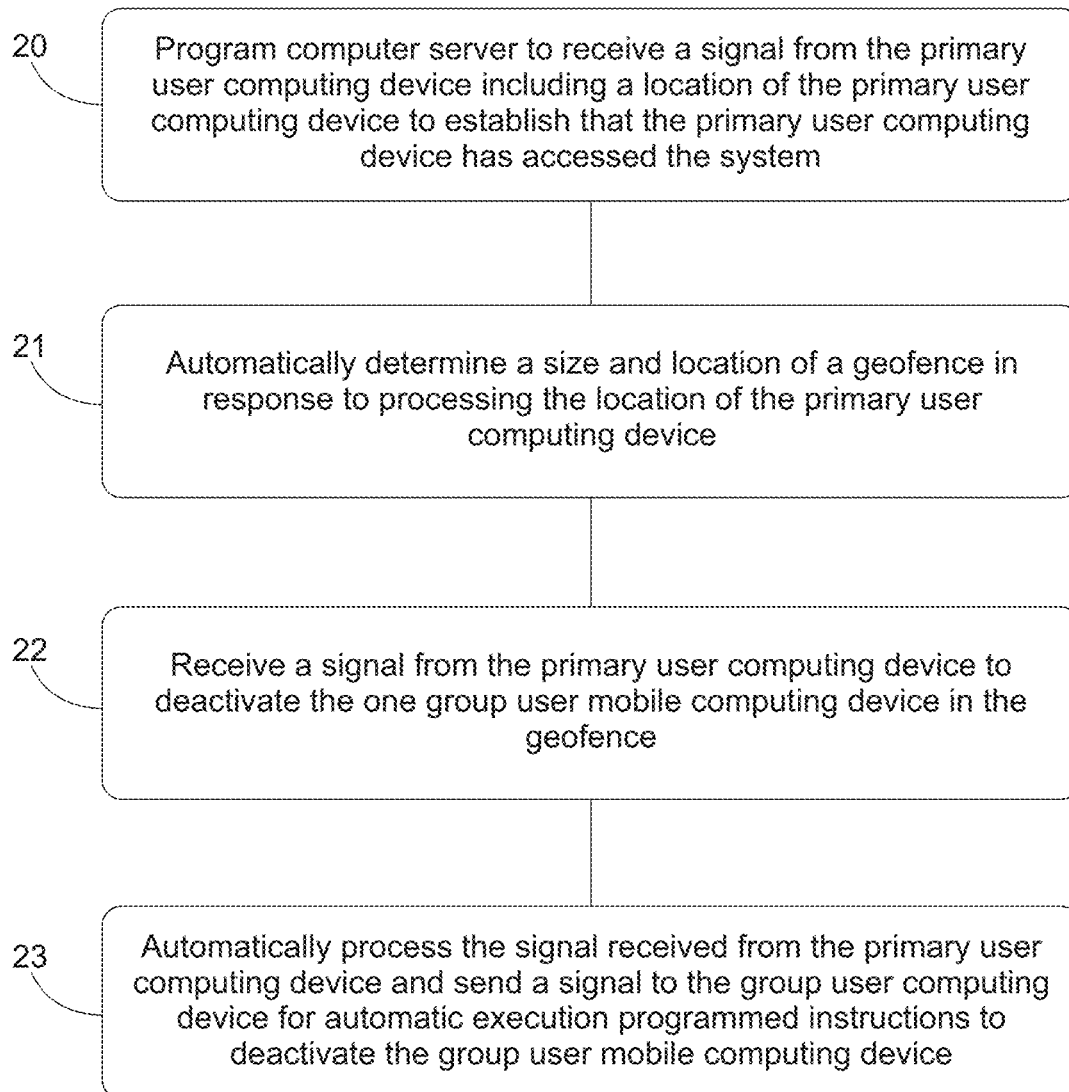 20
Program computer server to receive a signal from the primary
user computing device including a location of the primary user
computing device to establish that the primary user computing
device has accessed the system
21
Automatically determine a size and location of a geofence in
response to processing the location of the primary user
computing device
22
Receive a signal from the primary user computing device to
deactivate the one group user mobile computing device in the
geofence
23
Automatically process the signal received from the primary user
computing device and send a signal to the group user computing
device for automatic execution programmed instructions to
deactivate the group user mobile computing device